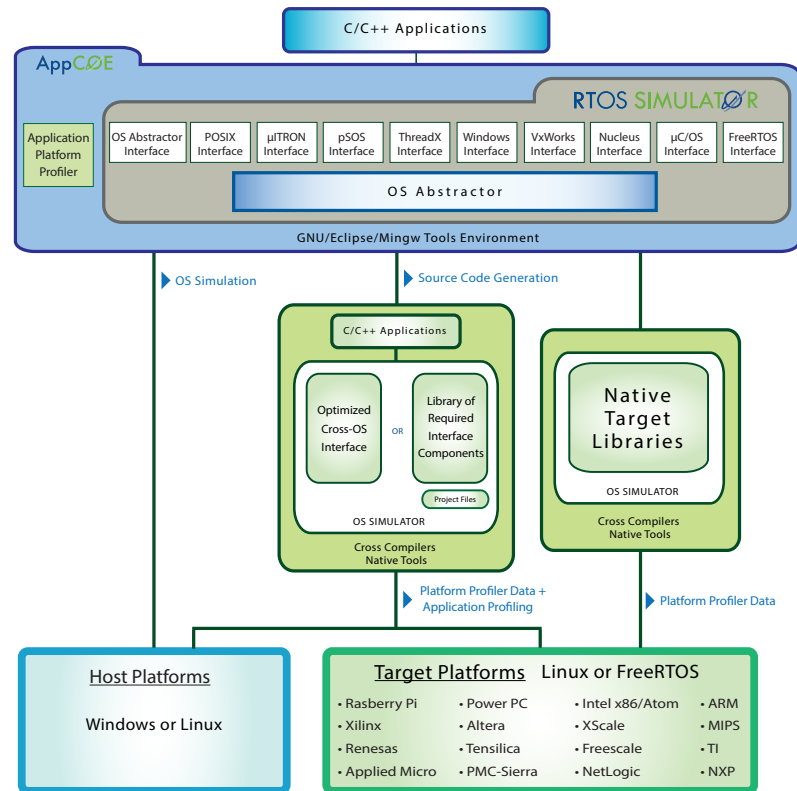 C/C++ Applications
AppCOE
RTOS SIMULATOR
Application
Platform
Profiler
OS Abstractor
Interface
POSIX
Interface
µITRON
Interface
pSOS
Interface
ThreadX
Interface
Windows
Interface
VxWorks
Interface
Nucleus
Interface
µC/OS
Interface
FreeRTOS
Interface
OS Abstractor
GNU/Eclipse/Mingw Tools Environment
OS Simulation
Source Code Generation
C/C++ Applications
Optimized
Cross-OS
Interface
OR
Library of
Required
Interface
Components
Project Files
OS SIMULATOR
Cross Compilers
Native Tools
Native
Target
Libraries
OS SIMULATOR
Cross Compilers
Native Tools
Platform Profiler Data +
Application Profiling
Platform Profiler Data
Host Platforms
Windows or Linux
Target Platforms Linux or FreeRTOS
• Rasberry Pi
• Xilinx
• Renesas
• Applied Micro
• Power PC
• Altera
• Tensilica
• PMC-Sierra
• Intel x86/Atom
• XScale
• Freescale
• NetLogic
• ARM
• MIPS
• TI
• NXP